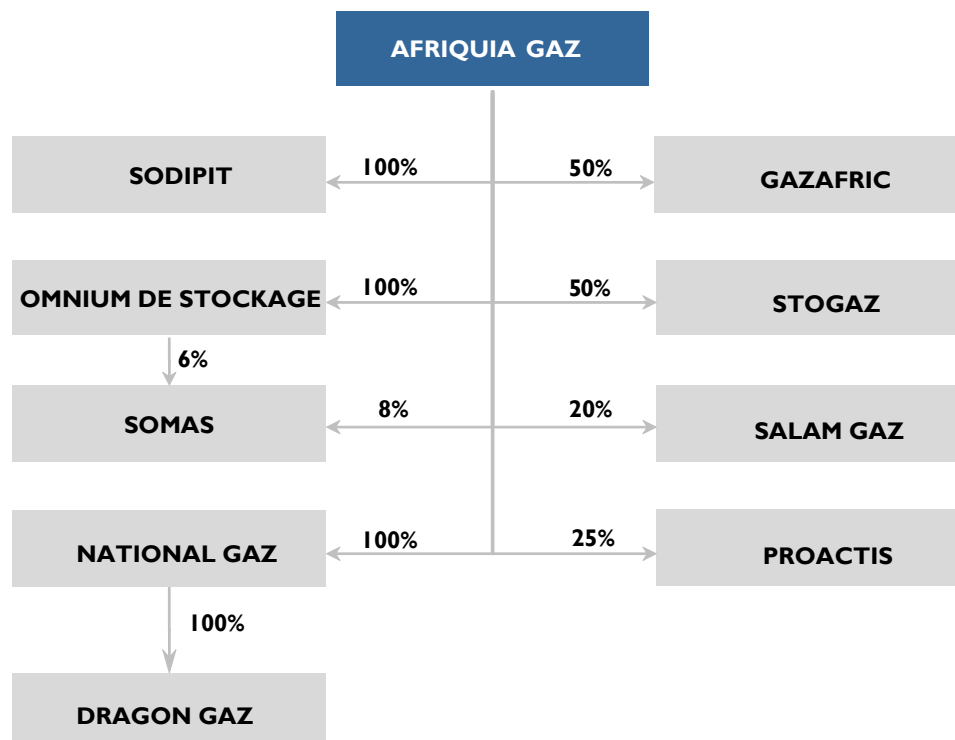 AFRIQUIA GAZ
100%
50%
SODIPIT
GAZAFRIC
100%
50%
OMNIUM DE STOCKAGE
STOGAZ
6%
8%
20%
SOMAS
SALAM GAZ
100%
25%
NATIONAL GAZ
PROACTIS
100%
DRAGON GAZ